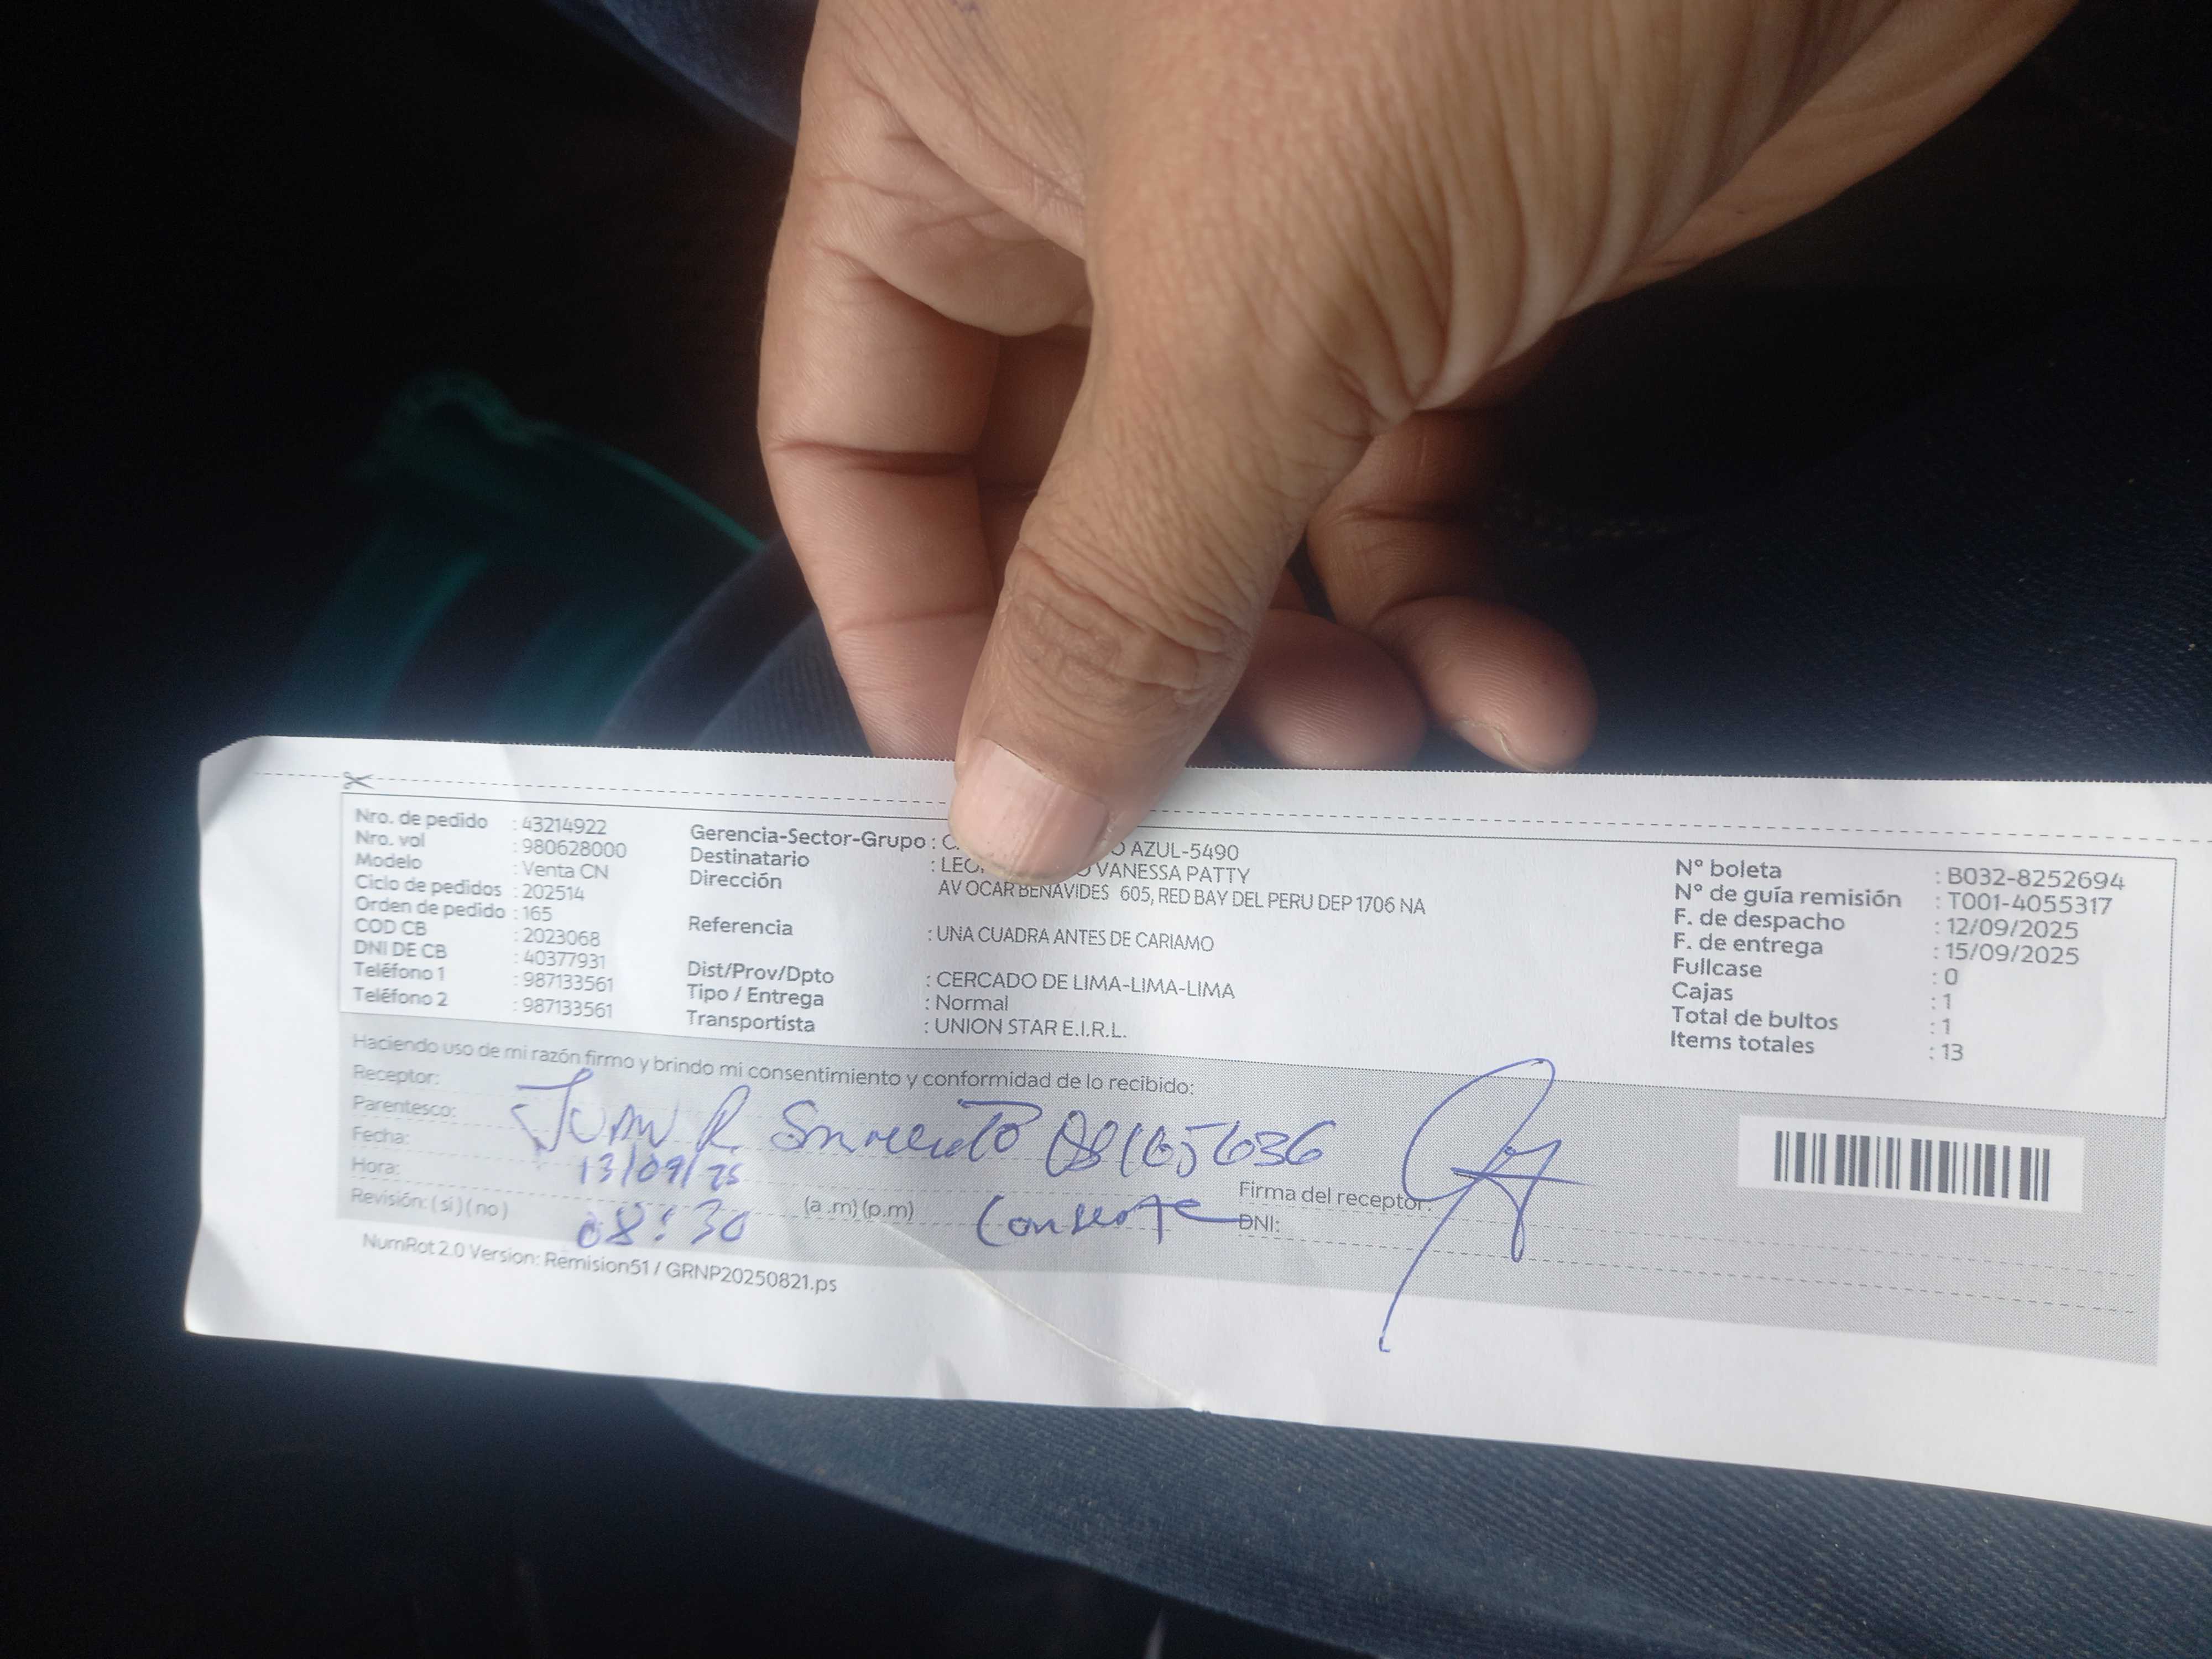 Nro. de pedido : 43214922
Nro. vol : 980628000
Modelo : Venta CN
Ciclo de pedidos : 202514
Orden de pedido : 165
COD CB : 2023068
DNI DE CB : 40377931
Teléfono 1 : 987133561
Teléfono 2 : 987133561
Gerencia-Sector-Grupo : AZUL-5490
Destinatario : VANESSA PATTY
Dirección AV OCAR BENAVIDES 605, RED BAY DEL PERU DEP 1706 NA
Referencia : UNA CUADRA ANTES DE CARIAMO
Dist/Prov/Dpto : CERCADO DE LIMA-LIMA-LIMA
Tipo / Entrega : Normal
Transportista : UNION STAR E.I.R.L.
N° boleta : B032-8252694
N° de guía remisión : T001-4055317
F. de despacho : 12/09/2025
F. de entrega : 15/09/2025
Fullcase : 0
Cajas : 1
Total de bultos : 1
Items totales : 13
Haciendo uso de mi razón firmo y brindo mi consentimiento y conformidad de lo recibido:
Receptor:
Parentesco: Juan R Sarmiento
Fecha: 13/09/25
Hora: 08:30 (a.m) (p.m)
Revisión: (si) (no)
Firma del receptor:
DNI:
NumRot 2.0 Version: Remision51 / GRNP20250821.ps